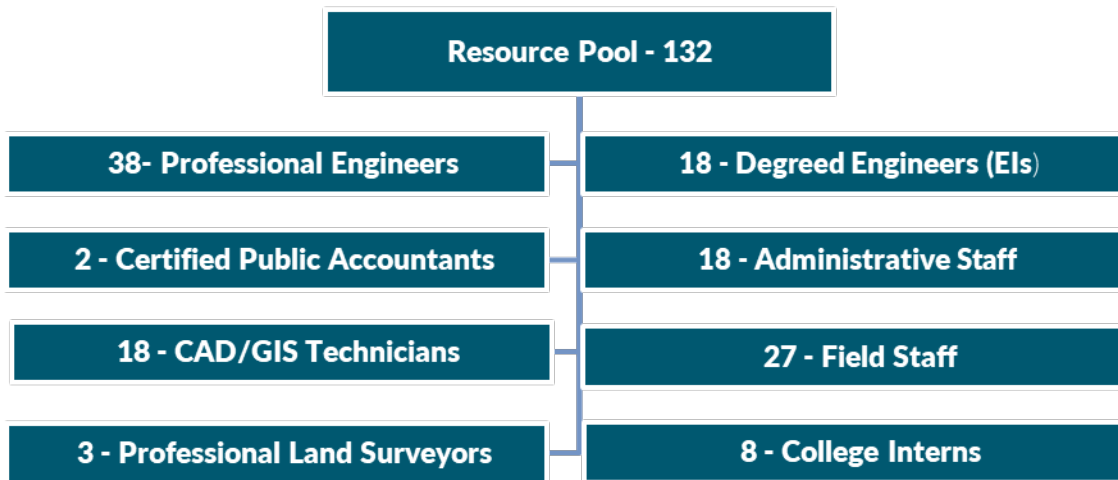 Resource Pool - 132
38- Professional Engineers
18 - Degreed Engineers (EIs)
2 - Certified Public Accountants
18 - Administrative Staff
18 - CAD/GIS Technicians
27 - Field Staff
3 - Professional Land Surveyors
8 - College Interns